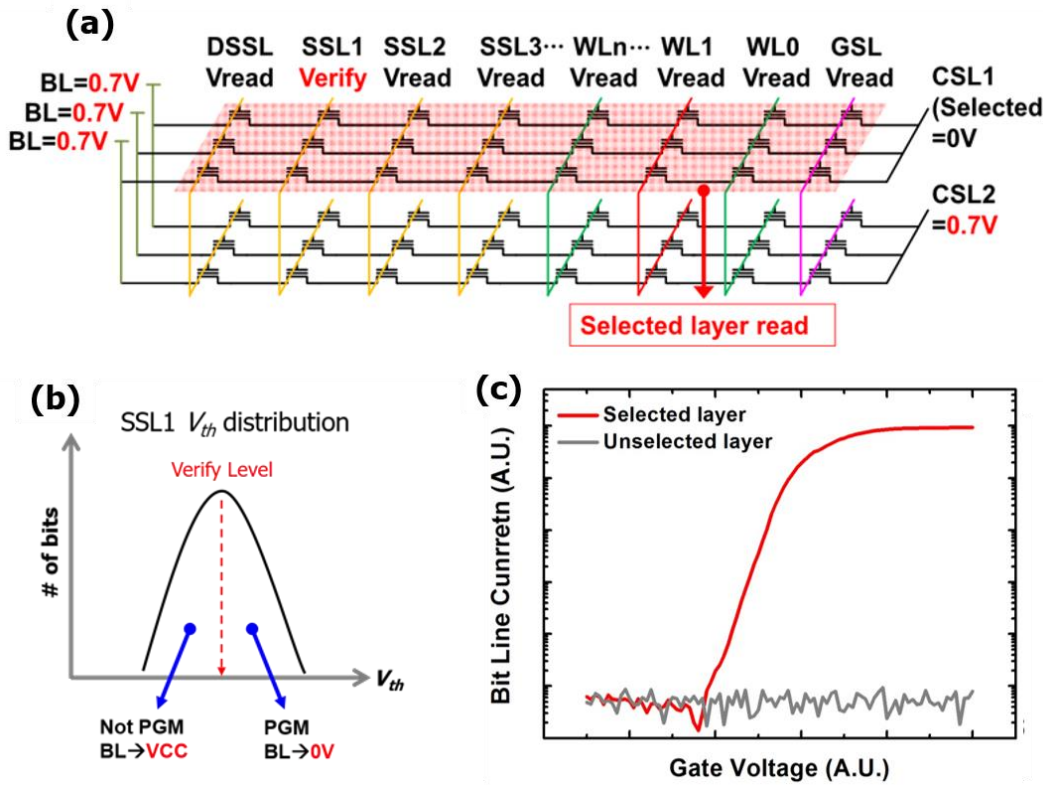 (a)
DSSL SSL1 SSL2 SSL3··· WLn··· WL1 WL0 GSL
Vread Verify Vread Vread Vread Vread Vread Vread
BL=0.7V
BL=0.7V
BL=0.7V
CSL1
(Selected
=0V
CSL2
=0.7V
Selected layer read
(b)
SSL1 Vth distribution
Verify Level
# of bits
Vth
Not PGM
BL→VCC
PGM
BL→0V
(c)
Selected layer
Unselected layer
Bit Line Cunrretn (A.U.)
Gate Voltage (A.U.)